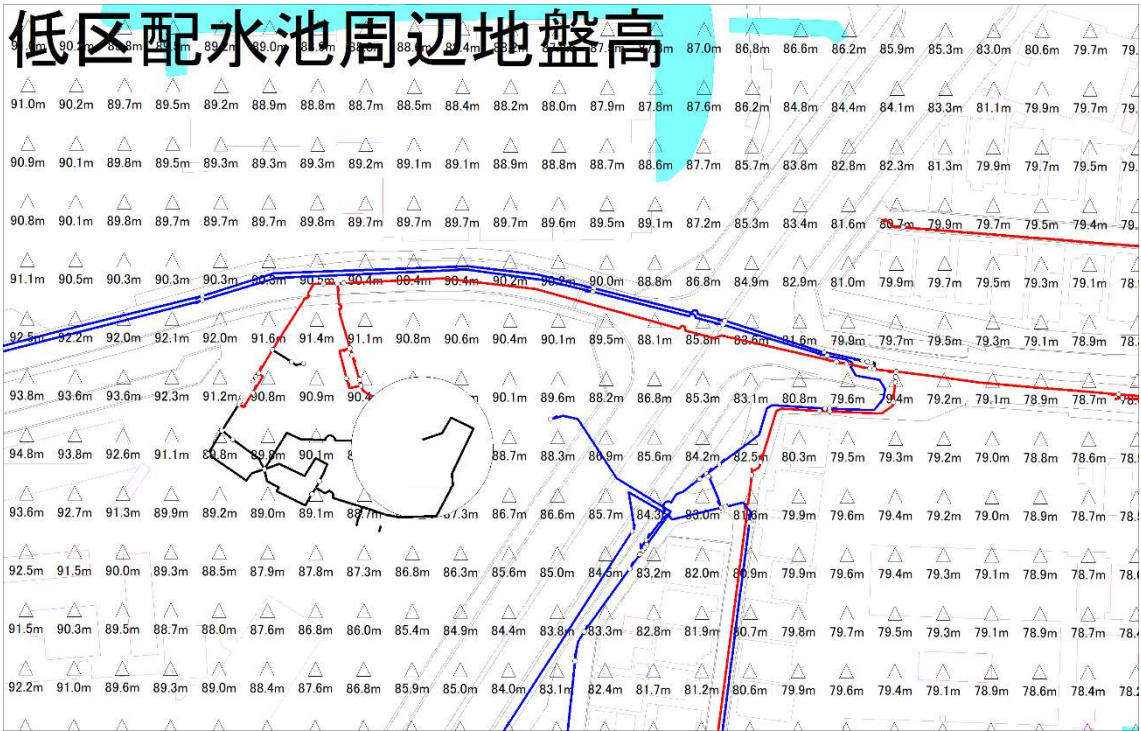 低区配水池周辺地盤高
87.0m 86.8m 86.6m 86.2m 85.9m 85.3m 83.0m 80.6m 79.7m
91.0m 90.2m 89.7m 89.5m 89.2m 88.9m 88.8m 88.7m 88.5m 88.4m 88.2m 88.0m 87.9m 87.8m 87.6m 86.2m 84.8m 84.4m 84.1m 83.3m 81.1m 79.9m 79.7m
90.9m 90.1m 89.8m 89.5m 89.3m 89.3m 89.3m 89.2m 89.1m 89.1m 88.9m 88.8m 88.7m 88.6m 87.7m 85.7m 83.8m 82.8m 82.3m 81.3m 79.9m 79.7m 79.5m
90.8m 90.1m 89.8m 89.7m 89.7m 89.7m 89.8m 89.7m 89.7m 89.7m 89.7m 89.6m 89.5m 89.1m 87.2m 85.3m 83.4m 81.6m 80.7m 79.9m 79.7m 79.5m 79.4m
91.1m 90.5m 90.3m 90.3m 90.3m 90.4m 90.4m 90.4m 90.2m 90.0m 88.8m 86.8m 84.9m 82.9m 81.0m 79.9m 79.7m 79.5m 79.3m 79.1m
92.2m 92.0m 92.1m 92.0m 91.6m 91.4m 91.1m 90.8m 90.6m 90.4m 90.1m 89.5m 88.1m 85.8m 83.6m 81.6m 79.9m 79.7m 79.5m 79.3m 79.1m 78.9m
93.8m 93.6m 93.6m 92.3m 91.2m 90.8m 90.9m 90.1m 89.6m 88.2m 86.8m 85.3m 83.1m 80.8m 79.6m 79.4m 79.2m 79.1m 78.9m 78.7m
94.8m 93.8m 92.6m 91.1m 89.8m 89.8m 90.1m 88.7m 88.3m 86.9m 85.6m 84.2m 82.5m 80.3m 79.5m 79.3m 79.2m 79.0m 78.8m 78.6m
93.6m 92.7m 91.3m 89.9m 89.2m 89.0m 89.1m 88.7m 87.3m 86.7m 86.6m 85.7m 84.3m 83.0m 81.6m 79.9m 79.6m 79.4m 79.2m 79.0m 78.9m 78.7m
92.5m 91.5m 90.0m 89.3m 88.5m 87.9m 87.8m 87.3m 86.8m 86.3m 85.6m 85.0m 84.5m 83.2m 82.0m 80.9m 79.9m 79.6m 79.4m 79.3m 79.1m 78.9m 78.7m
91.5m 90.3m 89.5m 88.7m 88.0m 87.6m 86.8m 86.0m 85.4m 84.9m 84.4m 83.8m 83.3m 82.8m 81.9m 80.7m 79.8m 79.7m 79.5m 79.3m 79.1m 78.9m 78.7m
92.2m 91.0m 89.6m 89.3m 89.0m 88.4m 87.6m 86.8m 85.9m 85.0m 84.0m 83.1m 82.4m 81.7m 81.2m 80.6m 79.9m 79.6m 79.4m 79.1m 78.9m 78.6m 78.4m